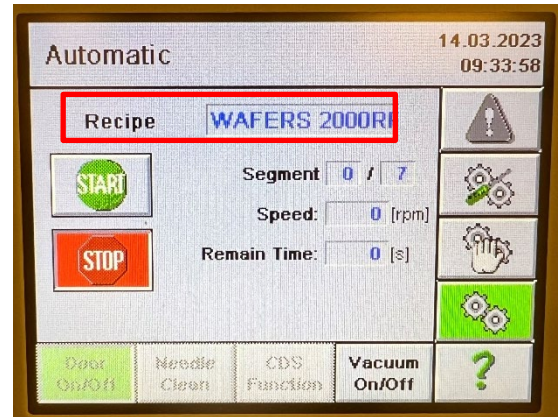 Automatic
14.03.2023
09:33:58
Recipe WAFERS 2000R
START
Segment 0 / 7
Speed: 0 [rpm]
STOP
Remain Time: 0 [s]
Door On/Off
Needle Clean
CDS Function
Vacuum On/Off
?